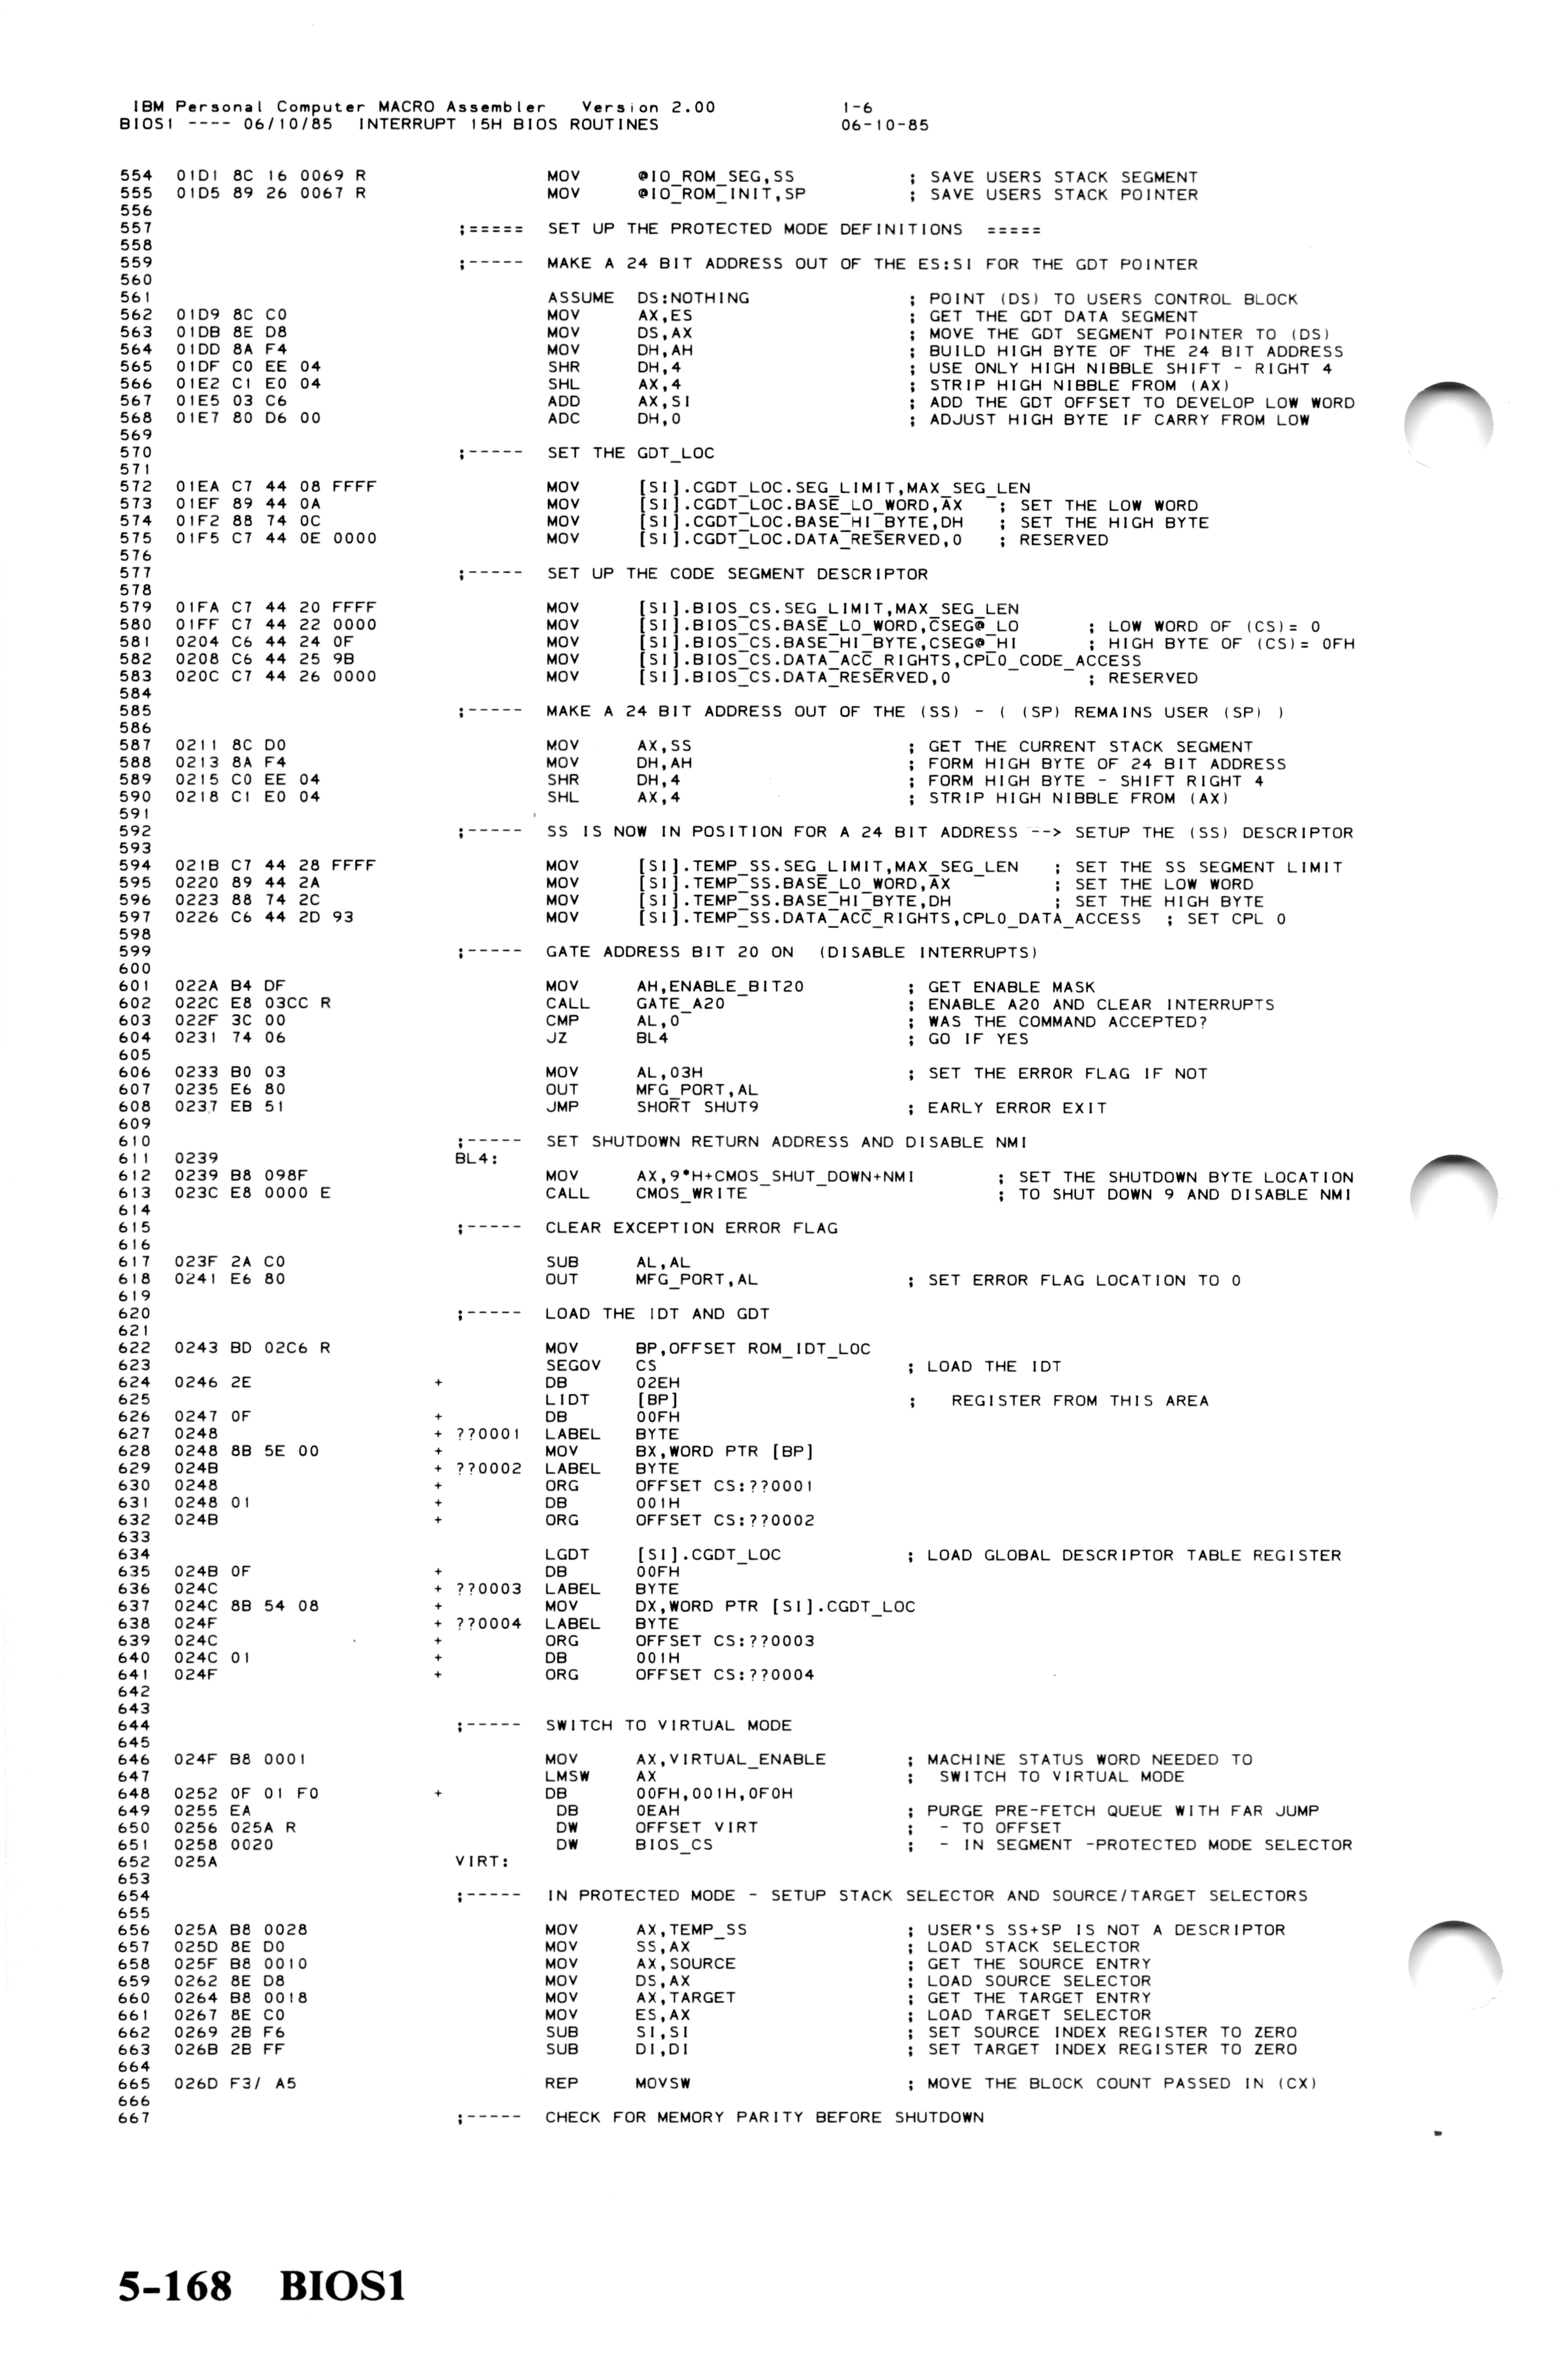 IBM Personal Computer MACRO Assembler   Version 2.00             1-6
BIOS1 ---- 06/10/85  INTERRUPT 15H BIOS ROUTINES                 06-10-85
554  01D1 8C 16 0069 R                  MOV     @IO_ROM_SEG,SS          ; SAVE USERS STACK SEGMENT
555  01D5 89 26 0067 R                  MOV     @IO_ROM_INIT,SP         ; SAVE USERS STACK POINTER
556
557                             ;=====  SET UP THE PROTECTED MODE DEFINITIONS  =====
558
559                             ;-----  MAKE A 24 BIT ADDRESS OUT OF THE ES:SI FOR THE GDT POINTER
560
561                                     ASSUME  DS:NOTHING              ; POINT (DS) TO USERS CONTROL BLOCK
562  01D9 8C C0                         MOV     AX,ES                   ; GET THE GDT DATA SEGMENT
563  01DB 8E D8                         MOV     DS,AX                   ; MOVE THE GDT SEGMENT POINTER TO (DS)
564  01DD 8A F4                         MOV     DH,AH                   ; BUILD HIGH BYTE OF THE 24 BIT ADDRESS
565  01DF C0 EE 04                      SHR     DH,4                    ; USE ONLY HIGH NIBBLE SHIFT - RIGHT 4
566  01E2 C1 E0 04                      SHL     AX,4                    ; STRIP HIGH NIBBLE FROM (AX)
567  01E5 03 C6                         ADD     AX,SI                   ; ADD THE GDT OFFSET TO DEVELOP LOW WORD
568  01E7 80 D6 00                      ADC     DH,0                    ; ADJUST HIGH BYTE IF CARRY FROM LOW
569
570                             ;-----  SET THE GDT_LOC
571
572  01EA C7 44 08 FFFF                 MOV     [SI].CGDT_LOC.SEG_LIMIT,MAX_SEG_LEN
573  01EF 89 44 0A                      MOV     [SI].CGDT_LOC.BASE_LO_WORD,AX   ; SET THE LOW WORD
574  01F2 88 74 0C                      MOV     [SI].CGDT_LOC.BASE_HI_BYTE,DH   ; SET THE HIGH BYTE
575  01F5 C7 44 0E 0000                 MOV     [SI].CGDT_LOC.DATA_RESERVED,0   ; RESERVED
576
577                             ;-----  SET UP THE CODE SEGMENT DESCRIPTOR
578
579  01FA C7 44 20 FFFF                 MOV     [SI].BIOS_CS.SEG_LIMIT,MAX_SEG_LEN
580  01FF C7 44 22 0000                 MOV     [SI].BIOS_CS.BASE_LO_WORD,CSEG@_LO      ; LOW WORD OF (CS)= 0
581  0204 C6 44 24 0F                   MOV     [SI].BIOS_CS.BASE_HI_BYTE,CSEG@_HI      ; HIGH BYTE OF (CS)= 0FH
582  0208 C6 44 25 9B                   MOV     [SI].BIOS_CS.DATA_ACC_RIGHTS,CPL0_CODE_ACCESS
583  020C C7 44 26 0000                 MOV     [SI].BIOS_CS.DATA_RESERVED,0            ; RESERVED
584
585                             ;-----  MAKE A 24 BIT ADDRESS OUT OF THE (SS) - ( (SP) REMAINS USER (SP) )
586
587  0211 8C D0                         MOV     AX,SS                   ; GET THE CURRENT STACK SEGMENT
588  0213 8A F4                         MOV     DH,AH                   ; FORM HIGH BYTE OF 24 BIT ADDRESS
589  0215 C0 EE 04                      SHR     DH,4                    ; FORM HIGH BYTE - SHIFT RIGHT 4
590  0218 C1 E0 04                      SHL     AX,4                    ; STRIP HIGH NIBBLE FROM (AX)
591
592                             ;-----  SS IS NOW IN POSITION FOR A 24 BIT ADDRESS --> SETUP THE (SS) DESCRIPTOR
593
594  021B C7 44 28 FFFF                 MOV     [SI].TEMP_SS.SEG_LIMIT,MAX_SEG_LEN   ; SET THE SS SEGMENT LIMIT
595  0220 89 44 2A                      MOV     [SI].TEMP_SS.BASE_LO_WORD,AX         ; SET THE LOW WORD
596  0223 88 74 2C                      MOV     [SI].TEMP_SS.BASE_HI_BYTE,DH         ; SET THE HIGH BYTE
597  0226 C6 44 2D 93                   MOV     [SI].TEMP_SS.DATA_ACC_RIGHTS,CPL0_DATA_ACCESS  ; SET CPL 0
598
599                             ;-----  GATE ADDRESS BIT 20 ON  (DISABLE INTERRUPTS)
600
601  022A B4 DF                         MOV     AH,ENABLE_BIT20         ; GET ENABLE MASK
602  022C E8 03CC R                     CALL    GATE_A20                ; ENABLE A20 AND CLEAR INTERRUPTS
603  022F 3C 00                         CMP     AL,0                    ; WAS THE COMMAND ACCEPTED?
604  0231 74 06                         JZ      BL4                     ; GO IF YES
605
606  0233 B0 03                         MOV     AL,03H                  ; SET THE ERROR FLAG IF NOT
607  0235 E6 80                         OUT     MFG_PORT,AL
608  0237 EB 51                         JMP     SHORT SHUT9             ; EARLY ERROR EXIT
609
610                             ;-----  SET SHUTDOWN RETURN ADDRESS AND DISABLE NMI
611  0239                       BL4:
612  0239 B8 098F                       MOV     AX,9*H+CMOS_SHUT_DOWN+NMI       ; SET THE SHUTDOWN BYTE LOCATION
613  023C E8 0000 E                     CALL    CMOS_WRITE                      ; TO SHUT DOWN 9 AND DISABLE NMI
614
615                             ;-----  CLEAR EXCEPTION ERROR FLAG
616
617  023F 2A C0                         SUB     AL,AL
618  0241 E6 80                         OUT     MFG_PORT,AL             ; SET ERROR FLAG LOCATION TO 0
619
620                             ;-----  LOAD THE IDT AND GDT
621
622  0243 BD 02C6 R                     MOV     BP,OFFSET ROM_IDT_LOC
623                                     SEGOV   CS                      ; LOAD THE IDT
624  0246 2E                  +         DB      02EH
625                                     LIDT    [BP]                    ;   REGISTER FROM THIS AREA
626  0247 0F                  +         DB      00FH
627  0248                     + ??0001  LABEL   BYTE
628  0248 8B 5E 00            +         MOV     BX,WORD PTR [BP]
629  024B                     + ??0002  LABEL   BYTE
630  0248                     +         ORG     OFFSET CS:??0001
631  0248 01                  +         DB      001H
632  024B                     +         ORG     OFFSET CS:??0002
633
634                                     LGDT    [SI].CGDT_LOC           ; LOAD GLOBAL DESCRIPTOR TABLE REGISTER
635  024B 0F                  +         DB      00FH
636  024C                     + ??0003  LABEL   BYTE
637  024C 8B 54 08            +         MOV     DX,WORD PTR [SI].CGDT_LOC
638  024F                     + ??0004  LABEL   BYTE
639  024C                     +         ORG     OFFSET CS:??0003
640  024C 01                  +         DB      001H
641  024F                     +         ORG     OFFSET CS:??0004
642
643
644                             ;-----  SWITCH TO VIRTUAL MODE
645
646  024F B8 0001                       MOV     AX,VIRTUAL_ENABLE       ; MACHINE STATUS WORD NEEDED TO
647                                     LMSW    AX                      ;  SWITCH TO VIRTUAL MODE
648  0252 0F 01 F0            +         DB      00FH,001H,0F0H
649  0255 EA                             DB     0EAH                    ; PURGE PRE-FETCH QUEUE WITH FAR JUMP
650  0256 025A R                         DW     OFFSET VIRT             ;  - TO OFFSET
651  0258 0020                           DW     BIOS_CS                 ;  - IN SEGMENT -PROTECTED MODE SELECTOR
652  025A                       VIRT:
653
654                             ;-----  IN PROTECTED MODE - SETUP STACK SELECTOR AND SOURCE/TARGET SELECTORS
655
656  025A B8 0028                       MOV     AX,TEMP_SS              ; USER'S SS+SP IS NOT A DESCRIPTOR
657  025D 8E D0                         MOV     SS,AX                   ; LOAD STACK SELECTOR
658  025F B8 0010                       MOV     AX,SOURCE               ; GET THE SOURCE ENTRY
659  0262 8E D8                         MOV     DS,AX                   ; LOAD SOURCE SELECTOR
660  0264 B8 0018                       MOV     AX,TARGET               ; GET THE TARGET ENTRY
661  0267 8E C0                         MOV     ES,AX                   ; LOAD TARGET SELECTOR
662  0269 2B F6                         SUB     SI,SI                   ; SET SOURCE INDEX REGISTER TO ZERO
663  026B 2B FF                         SUB     DI,DI                   ; SET TARGET INDEX REGISTER TO ZERO
664
665  026D F3/ A5                        REP     MOVSW                   ; MOVE THE BLOCK COUNT PASSED IN (CX)
666
667                             ;-----  CHECK FOR MEMORY PARITY BEFORE SHUTDOWN
5-168   BIOS1